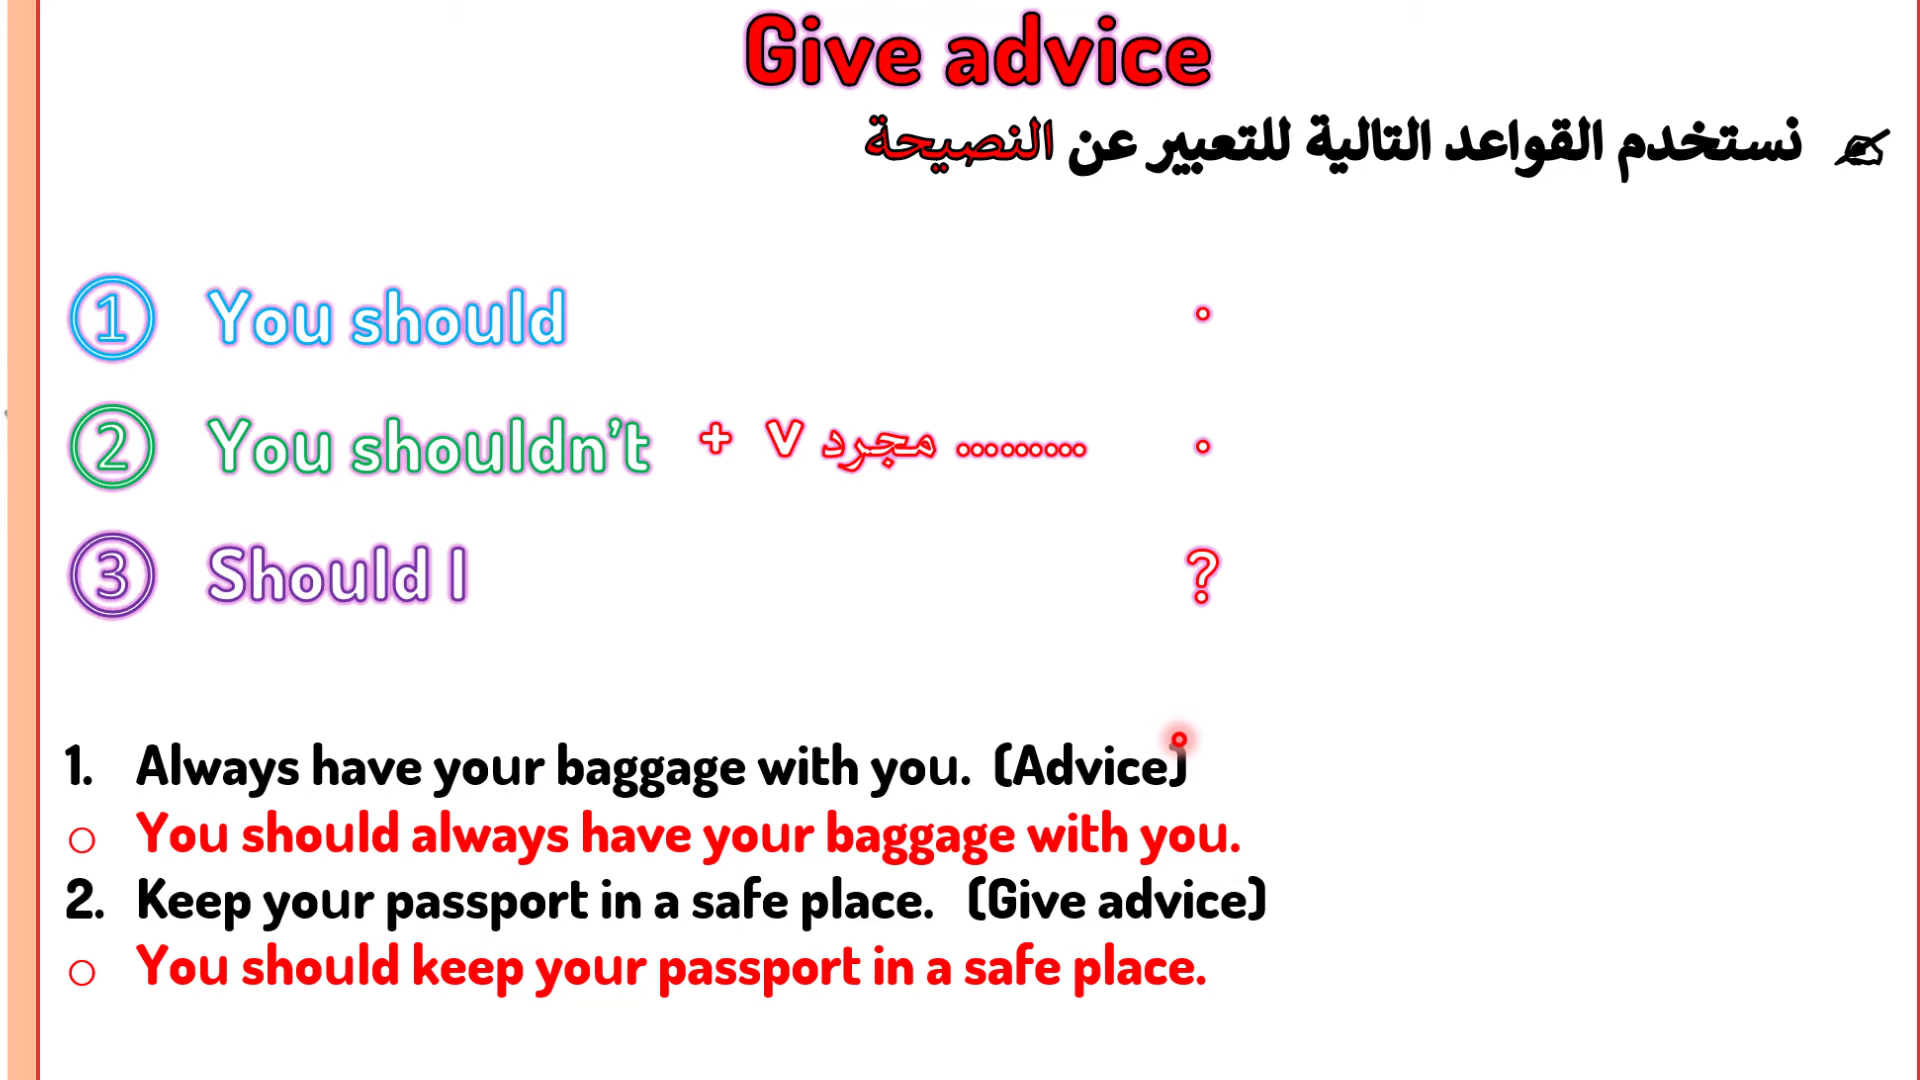 Give advice
✍ نستخدم القواعد التالية للتعبير عن النصيحة
① You should .
② You shouldn't + V مجرد ......... .
③ Should I ?
1. Always have your baggage with you. (Advice)
○ You should always have your baggage with you.
2. Keep your passport in a safe place. (Give advice)
○ You should keep your passport in a safe place.